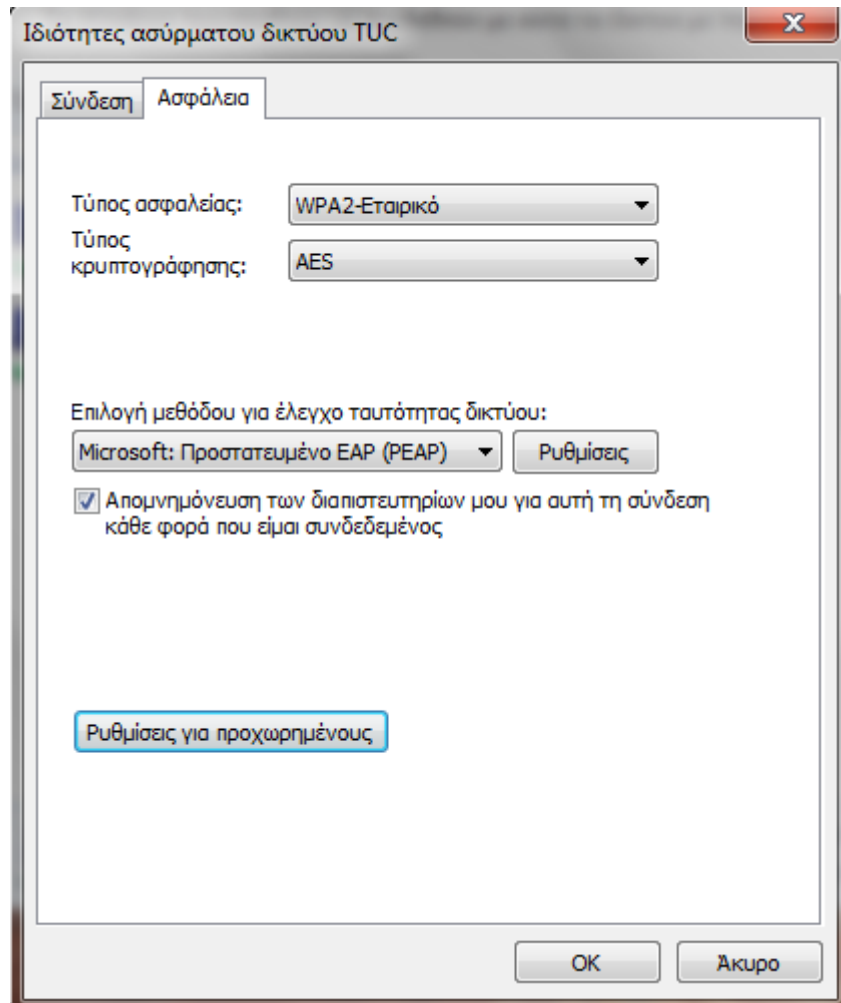 Ιδιότητες ασύρματου δικτύου TUC
Σύνδεση Ασφάλεια
Τύπος ασφαλείας: WPA2-Εταιρικό
Τύπος
κρυπτογράφησης: AES
Επιλογή μεθόδου για έλεγχο ταυτότητας δικτύου:
Microsoft: Προστατευμένο EAP (PEAP) Ρυθμίσεις
Απομνημόνευση των διαπιστευτηρίων μου για αυτή τη σύνδεση
κάθε φορά που είμαι συνδεδεμένος
Ρυθμίσεις για προχωρημένους
OK Άκυρο